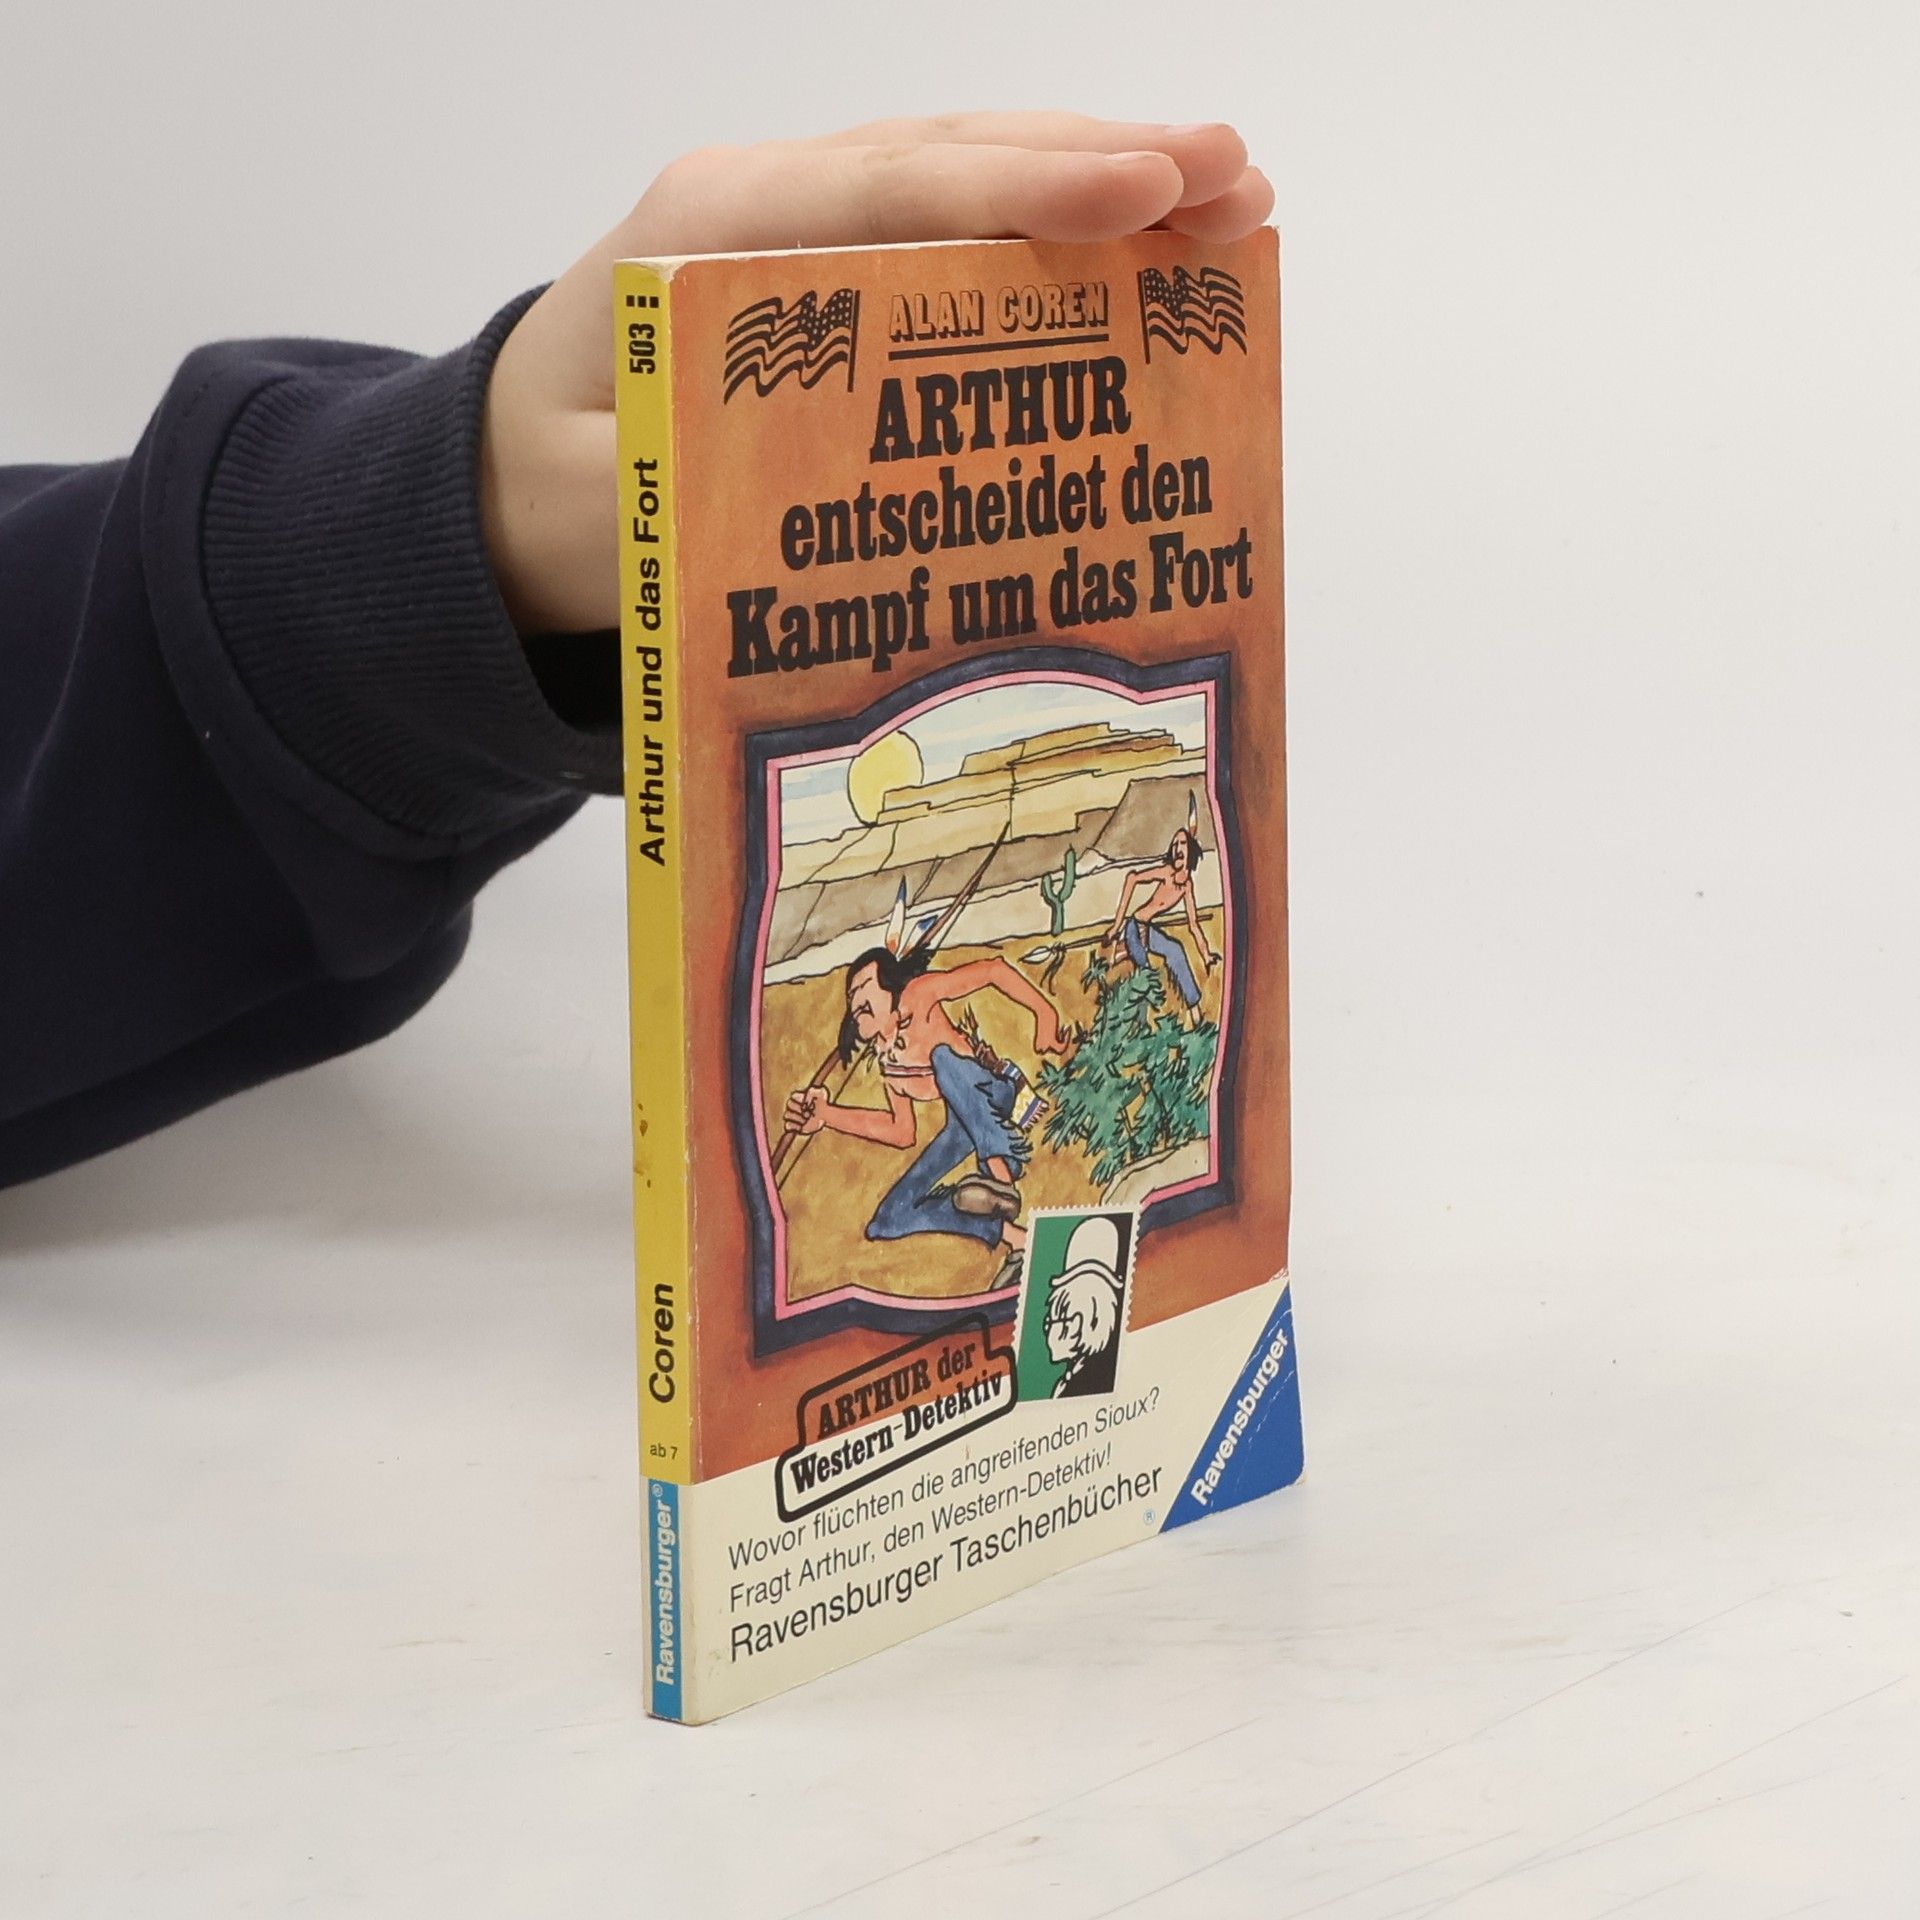 ALAN COREN
ARTHUR
entscheidet den
Kampf um das Fort
ARTHUR der
Western-Detektiv
Wovor flüchten die angreifenden Sioux?
Fragt Arthur, den Western-Detektiv!
Ravensburger Taschenbücher
®
Ravensburger
503
Arthur und das Fort
Coren
ab 7
Ravensburger®